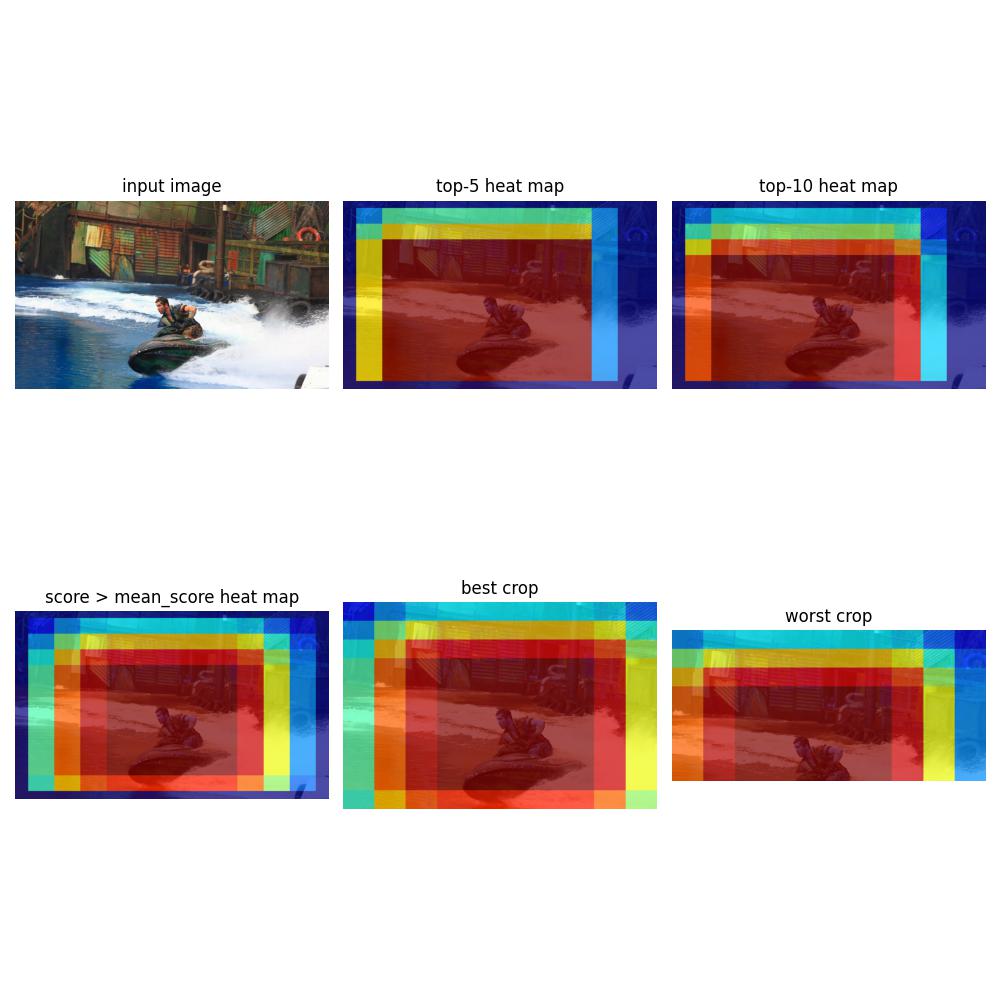 input image
top-5 heat map
top-10 heat map
score > mean_score heat map
best crop
worst crop